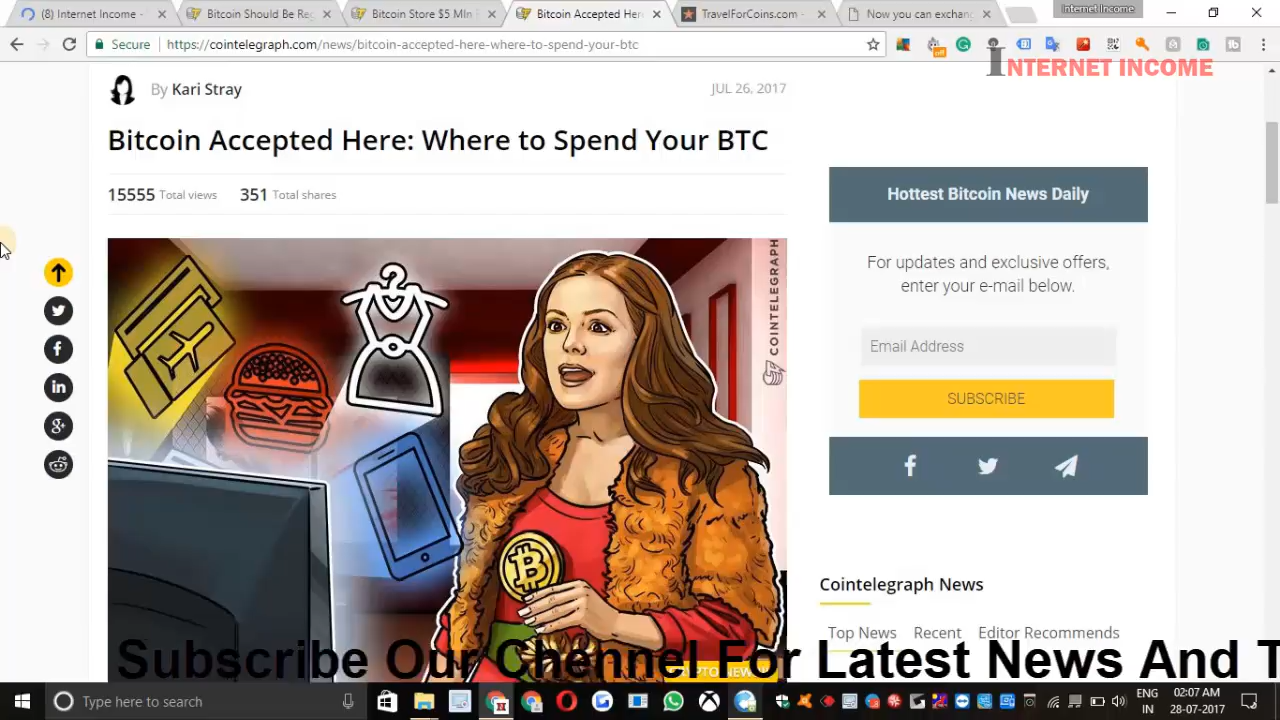 Internet Income
(2) Internet Income -
Bitcoin Should Be Reg
Bitcoin Store $5 Mln E
Bitcoin Accepted Here
TravelForCoins.com -
Now you can exchang
Secure
https://cointelegraph.com/news/bitcoin-accepted-here-where-to-spend-your-btc
off
INTERNET INCOME
By Kari Stray
JUL 26, 2017
Bitcoin Accepted Here: Where to Spend Your BTC
15555 Total views 351 Total shares
COINTELEGRAPH
Hottest Bitcoin News Daily
For updates and exclusive offers,
enter your e-mail below.
Email Address
SUBSCRIBE
Cointelegraph News
Top News Recent Editor Recommends
Subscribe Our Chennel For Latest News And T
Type here to search
ENG
IN
02:07 AM
28-07-2017